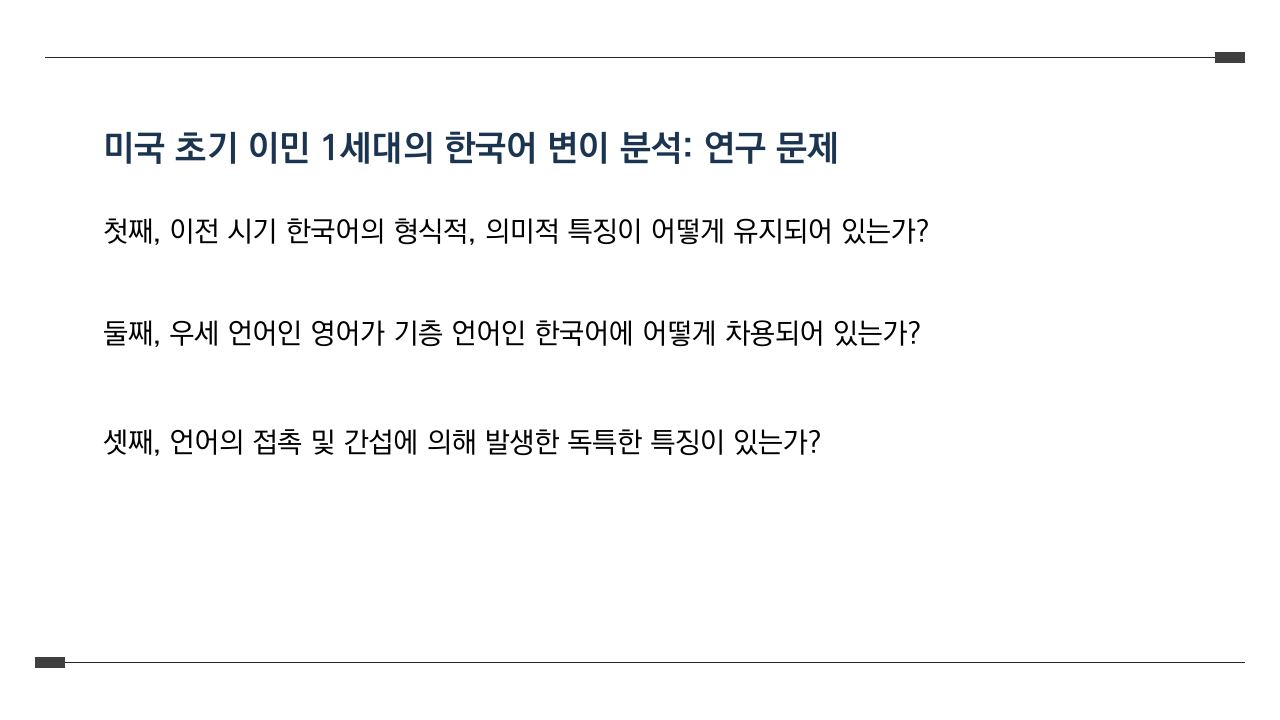 미국 초기 이민 1세대의 한국어 변이 분석: 연구 문제
첫째, 이전 시기 한국어의 형식적, 의미적 특징이 어떻게 유지되어 있는가?
둘째, 우세 언어인 영어가 기층 언어인 한국어에 어떻게 차용되어 있는가?
셋째, 언어의 접촉 및 간섭에 의해 발생한 독특한 특징이 있는가?